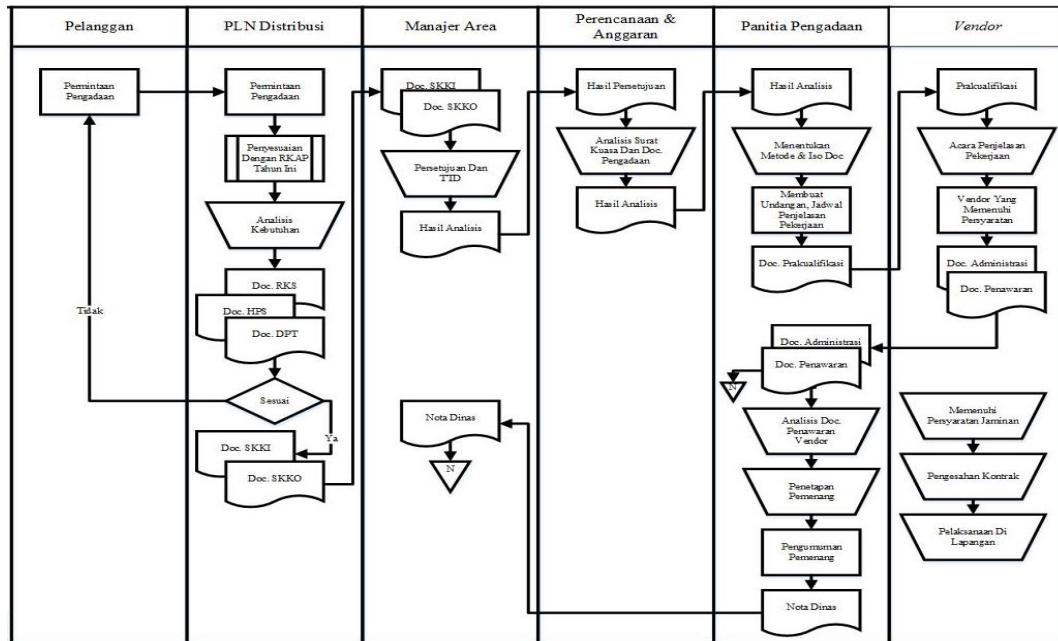 Pelanggan
PLN Distribusi
Manajer Area
Perencanaan &
Anggaran
Panitia Pengadaan
Vendor
Permintaan
Pengadaan
Tidak
Permintaan
Pengadaan
Penyesuaian
Dengan RKAP
Tahun Ini
Analisis
Kebutuhan
Doc. RKS
Doc. HPS
Doc. DPT
Sesuai
Ya
Doc. SKKI
Doc. SKKO
Doc. SKKI
Doc. SKKO
Persetujuan Dan
TTD
Hasil Analisis
Nota Dinas
N
Hasil Persetujuan
Analisis Surat
Kuasa Dan Doc.
Pengadaan
Hasil Analisis
Hasil Analisis
Menentukan
Metode & Iso Doc
Membuat
Undangan, Jadwal
Penjelasan
Pekerjaan
Doc. Prakualifikasi
Doc. Administrasi
Doc. Penawaran
N
Analisis Doc.
Penawaran
Vendor
Penetapan
Pemenang
Pengumuman
Pemenang
Nota Dinas
Prakualifikasi
Acara Penjelasan
Pekerjaan
Vendor Yang
Memenuhi
Persyaratan
Doc. Administrasi
Doc. Penawaran
Memenuhi
Persyaratan Jaminan
Pengesahan Kontrak
Pelaksanaan Di
Lapangan